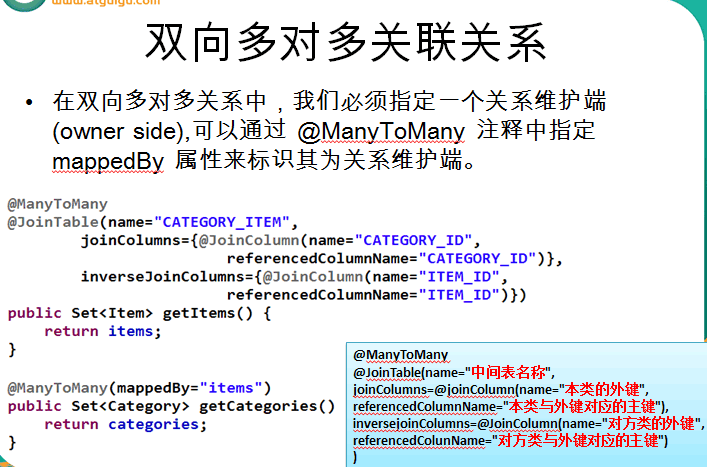 www.atguigu.com
双向多对多关联关系
• 在双向多对多关系中，我们必须指定一个关系维护端
(owner side),可以通过 @ManyToMany 注释中指定
mappedBy 属性来标识其为关系维护端。
@ManyToMany
@JoinTable(name="CATEGORY_ITEM",
joinColumns={@JoinColumn(name="CATEGORY_ID",
referencedColumnName="CATEGORY_ID")},
inverseJoinColumns={@JoinColumn(name="ITEM_ID",
referencedColumnName="ITEM_ID")})
public Set<Item> getItems() {
return items;
}
@ManyToMany(mappedBy="items")
public Set<Category> getCategories()
return categories;
}
@ManyToMany
@JoinTable(name="中间表名称",
joinColumns=@joinColumn(name="本类的外键",
referencedColumnName="本类与外键对应的主键"),
inversejoinColumns=@JoinColumn(name="对方类的外键",
referencedColunName="对方类与外键对应的主键")
)